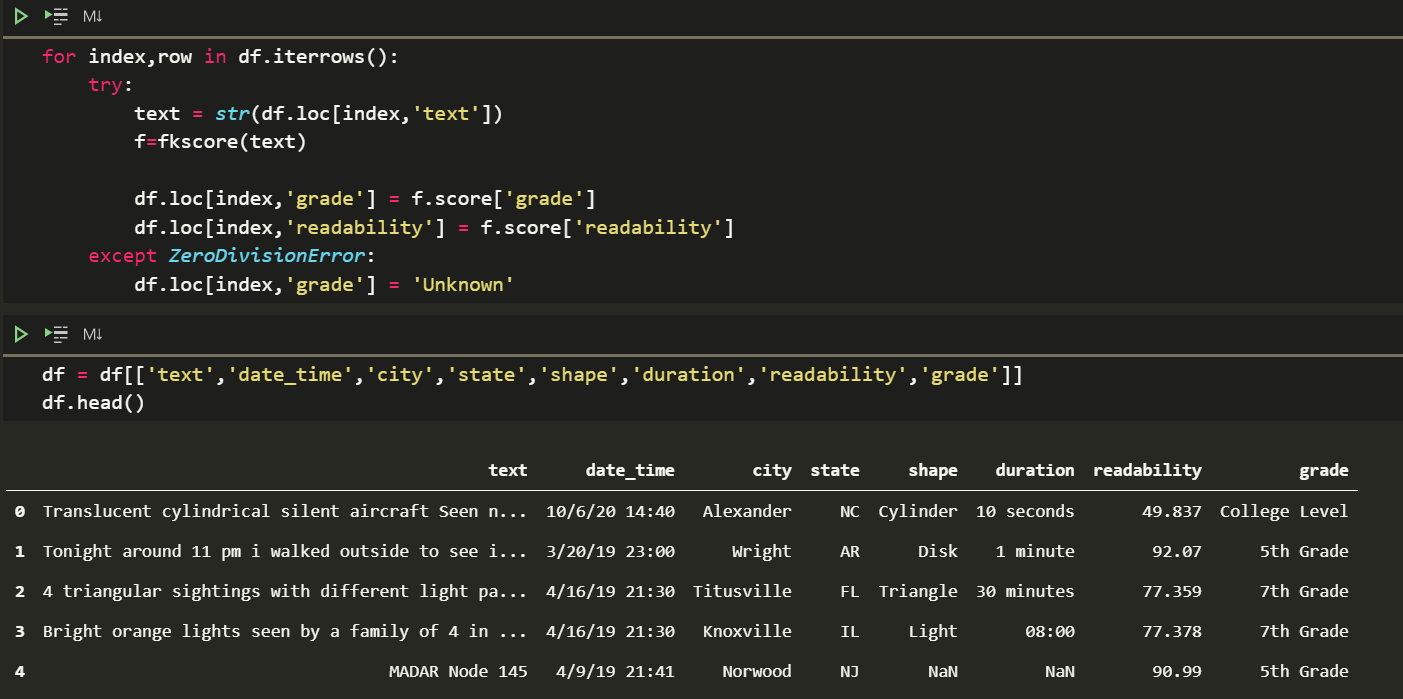 M↓
for index,row in df.iterrows():
    try:
        text = str(df.loc[index,'text'])
        f=fkscore(text)

        df.loc[index,'grade'] = f.score['grade']
        df.loc[index,'readability'] = f.score['readability']
    except ZeroDivisionError:
        df.loc[index,'grade'] = 'Unknown'
M↓
df = df[['text','date_time','city','state','shape','duration','readability','grade']]
df.head()
text date_time city state shape duration readability grade
0 Translucent cylindrical silent aircraft Seen n... 10/6/20 14:40 Alexander NC Cylinder 10 seconds 49.837 College Level
1 Tonight around 11 pm i walked outside to see i... 3/20/19 23:00 Wright AR Disk 1 minute 92.07 5th Grade
2 4 triangular sightings with different light pa... 4/16/19 21:30 Titusville FL Triangle 30 minutes 77.359 7th Grade
3 Bright orange lights seen by a family of 4 in ... 4/16/19 21:30 Knoxville IL Light 08:00 77.378 7th Grade
4 MADAR Node 145 4/9/19 21:41 Norwood NJ NaN NaN 90.99 5th Grade